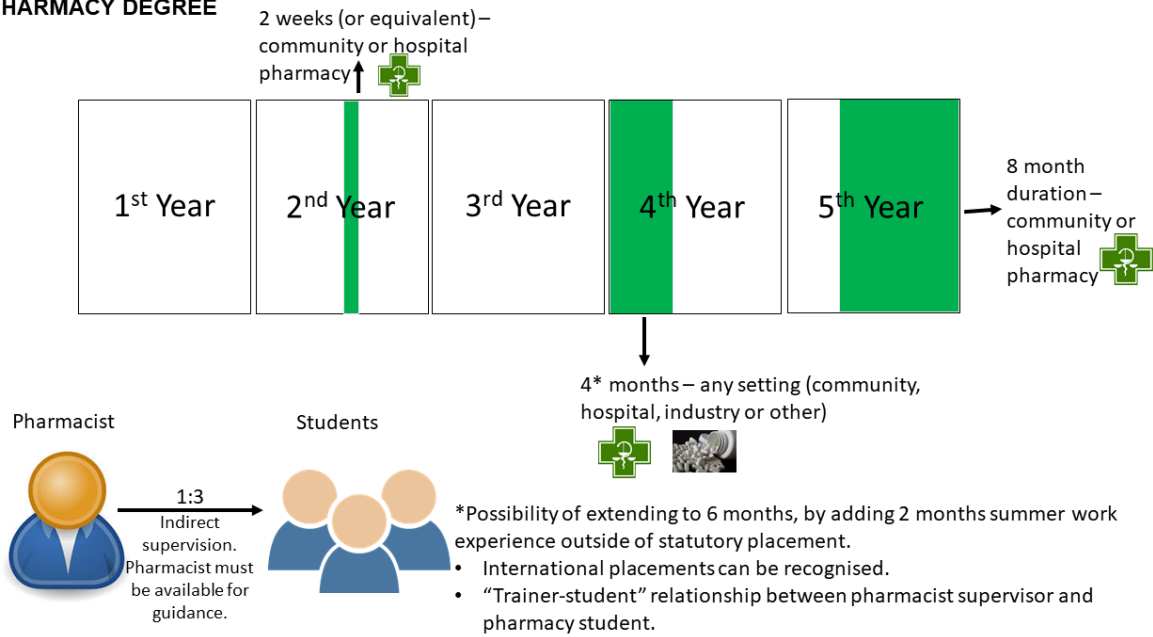 HARMACY DEGREE
2 weeks (or equivalent) –
community or hospital
pharmacy
1st Year
2nd Year
3rd Year
4th Year
5th Year
8 month
duration –
community or
hospital
pharmacy
4* months – any setting (community,
hospital, industry or other)
Pharmacist
Students
1:3
Indirect
supervision.
Pharmacist must
be available for
guidance.
*Possibility of extending to 6 months, by adding 2 months summer work
experience outside of statutory placement.
• International placements can be recognised.
• “Trainer-student” relationship between pharmacist supervisor and
pharmacy student.